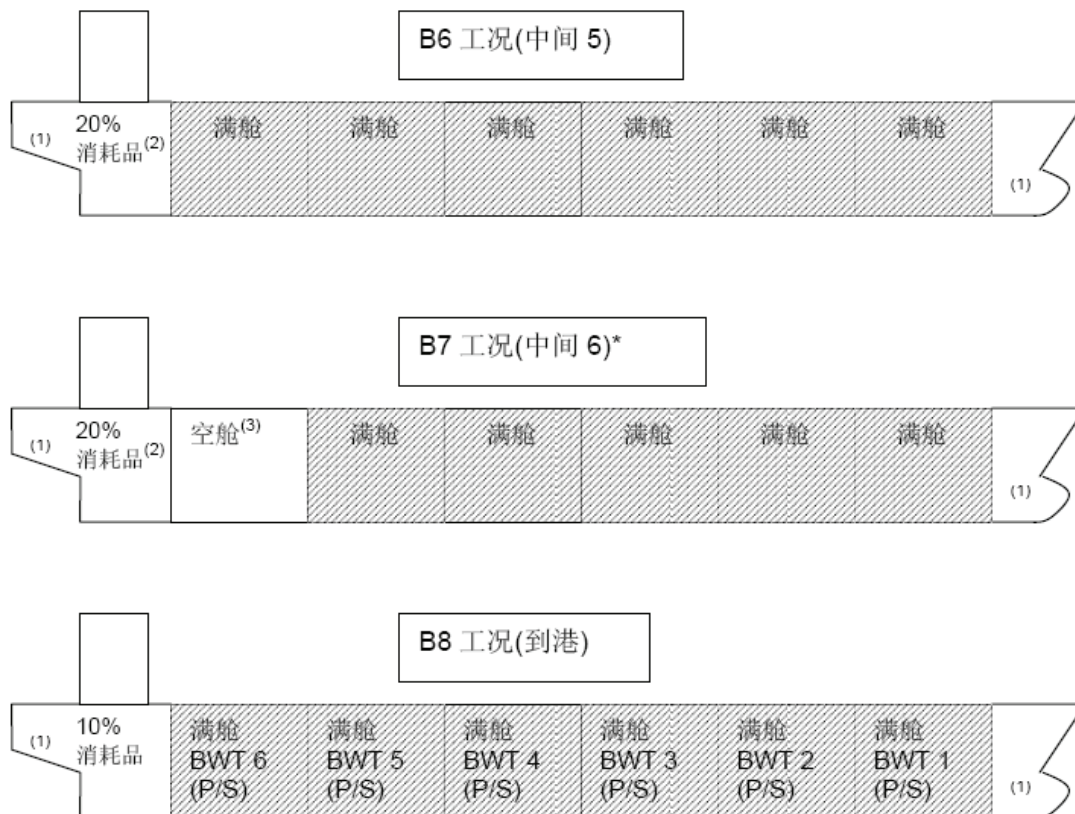 B6 工况(中间 5)
(1)
20%
消耗品(2)
满舱
满舱
满舱
满舱
满舱
满舱
(1)
B7 工况(中间 6)*
(1)
20%
消耗品(2)
空舱(3)
满舱
满舱
满舱
满舱
满舱
(1)
B8 工况(到港)
(1)
10%
消耗品
满舱
BWT 6
(P/S)
满舱
BWT 5
(P/S)
满舱
BWT 4
(P/S)
满舱
BWT 3
(P/S)
满舱
BWT 2
(P/S)
满舱
BWT 1
(P/S)
(1)